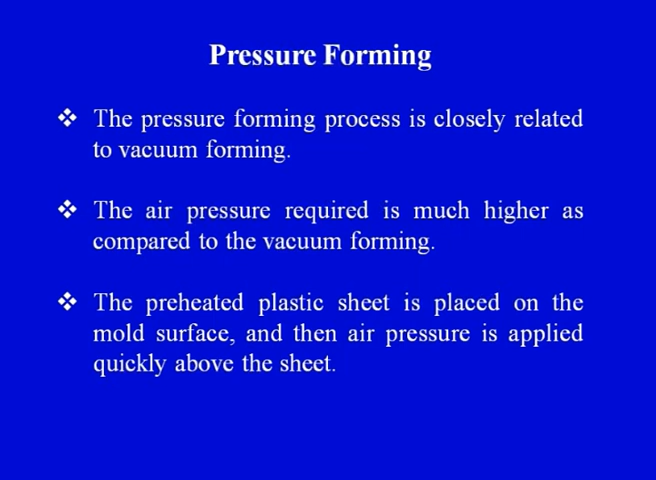 Pressure Forming
❖ The pressure forming process is closely related
to vacuum forming.
❖ The air pressure required is much higher as
compared to the vacuum forming.
❖ The preheated plastic sheet is placed on the
mold surface, and then air pressure is applied
quickly above the sheet.